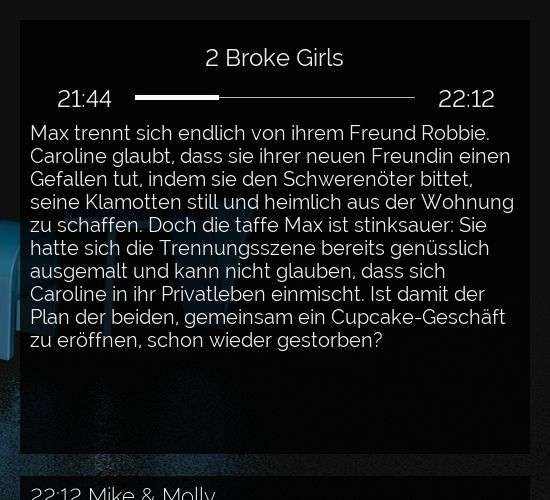 2 Broke Girls
21:44 22:12
Max trennt sich endlich von ihrem Freund Robbie.
Caroline glaubt, dass sie ihrer neuen Freundin einen
Gefallen tut, indem sie den Schwerenöter bittet,
seine Klamotten still und heimlich aus der Wohnung
zu schaffen. Doch die taffe Max ist stinksauer: Sie
hatte sich die Trennungsszene bereits genüsslich
ausgemalt und kann nicht glauben, dass sich
Caroline in ihr Privatleben einmischt. Ist damit der
Plan der beiden, gemeinsam ein Cupcake-Geschäft
zu eröffnen, schon wieder gestorben?
22:12 Mike & Molly